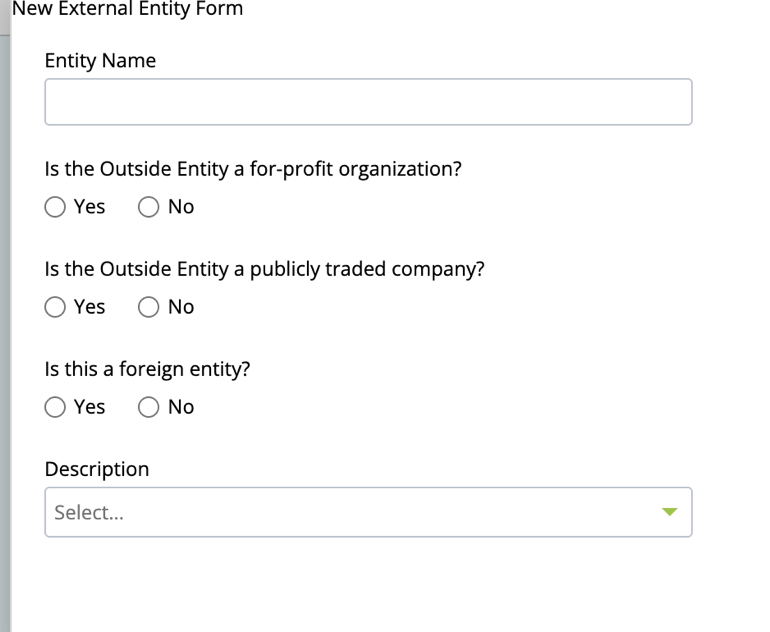 New External Entity Form
Entity Name
Is the Outside Entity a for-profit organization?
Yes No
Is the Outside Entity a publicly traded company?
Yes No
Is this a foreign entity?
Yes No
Description
Select...